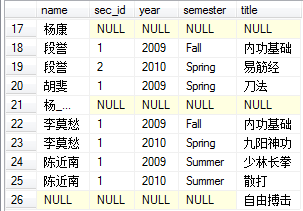 name sec_id year semester title
17 杨康 NULL NULL NULL NULL
18 段誉 1 2009 Fall 内功基础
19 段誉 2 2010 Spring 易筋经
20 胡斐 1 2010 Spring 刀法
21 杨_... NULL NULL NULL NULL
22 李莫愁 1 2009 Fall 内功基础
23 李莫愁 1 2010 Spring 九阳神功
24 陈近南 1 2009 Summer 少林长拳
25 陈近南 1 2010 Summer 散打
26 NULL NULL NULL NULL 自由搏击